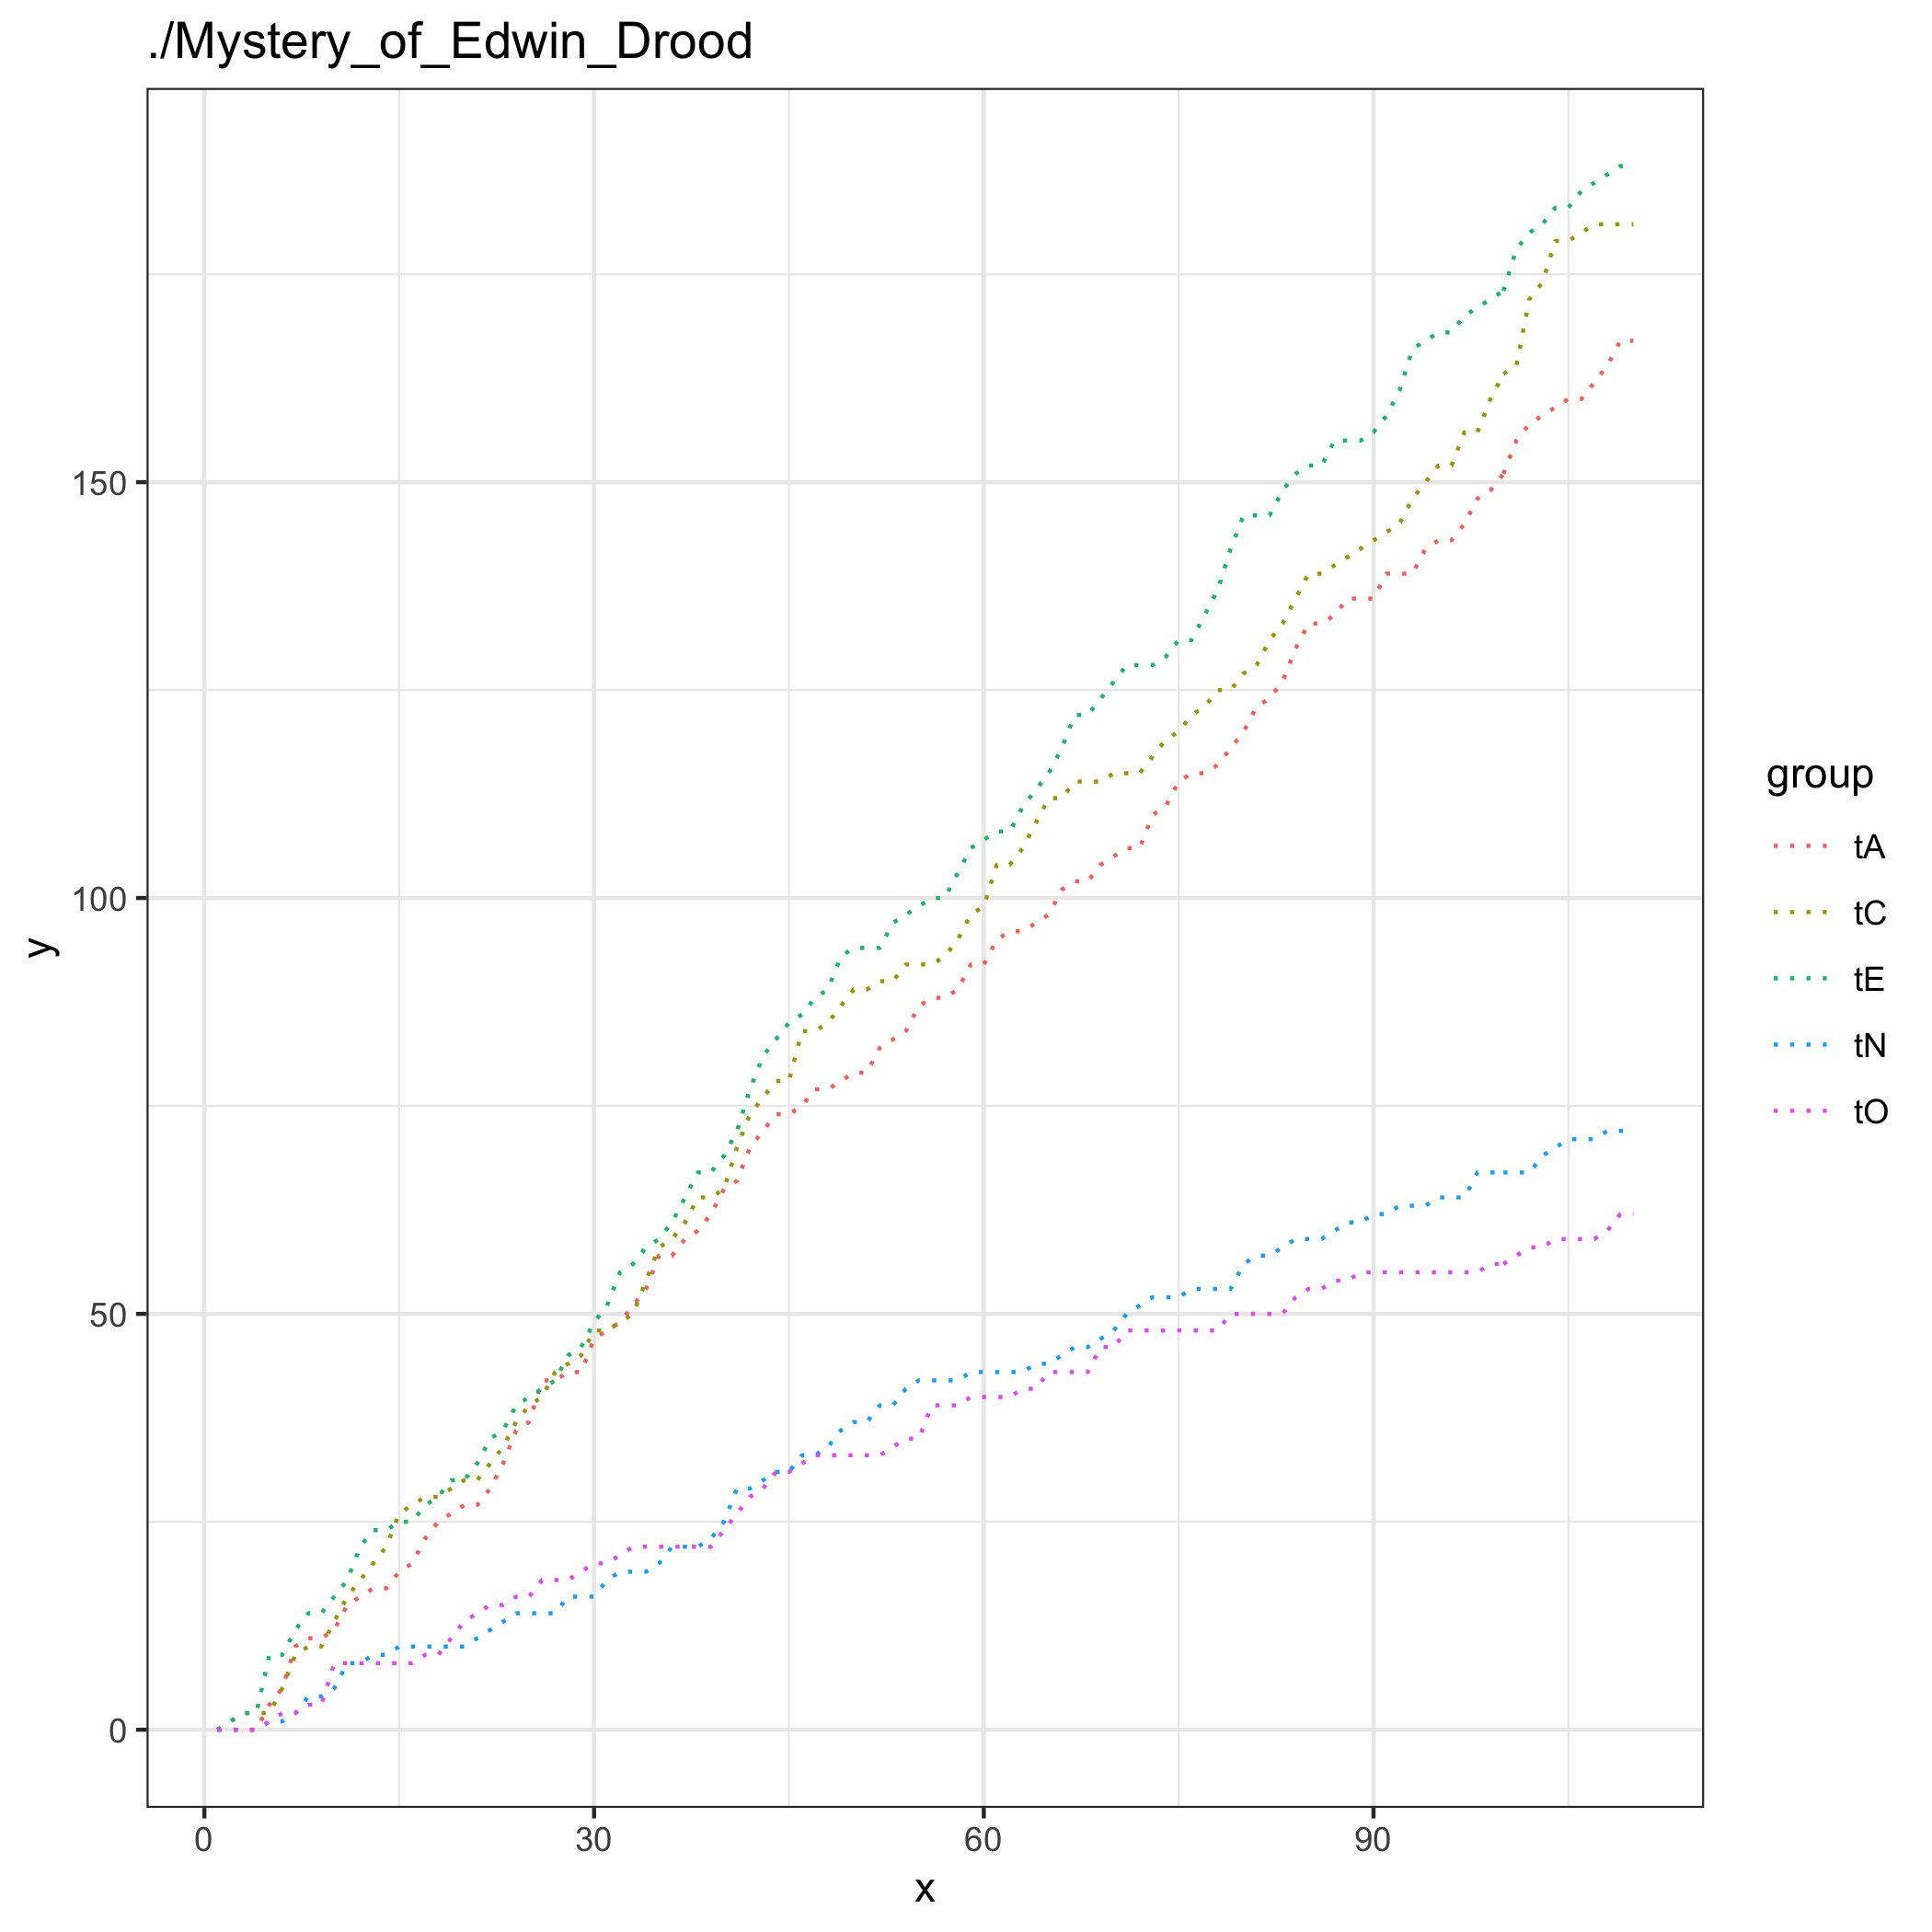 ./Mystery_of_Edwin_Drood
y
150
100
50
0
0 30 60 90
x
group
tA
tC
tE
tN
tO